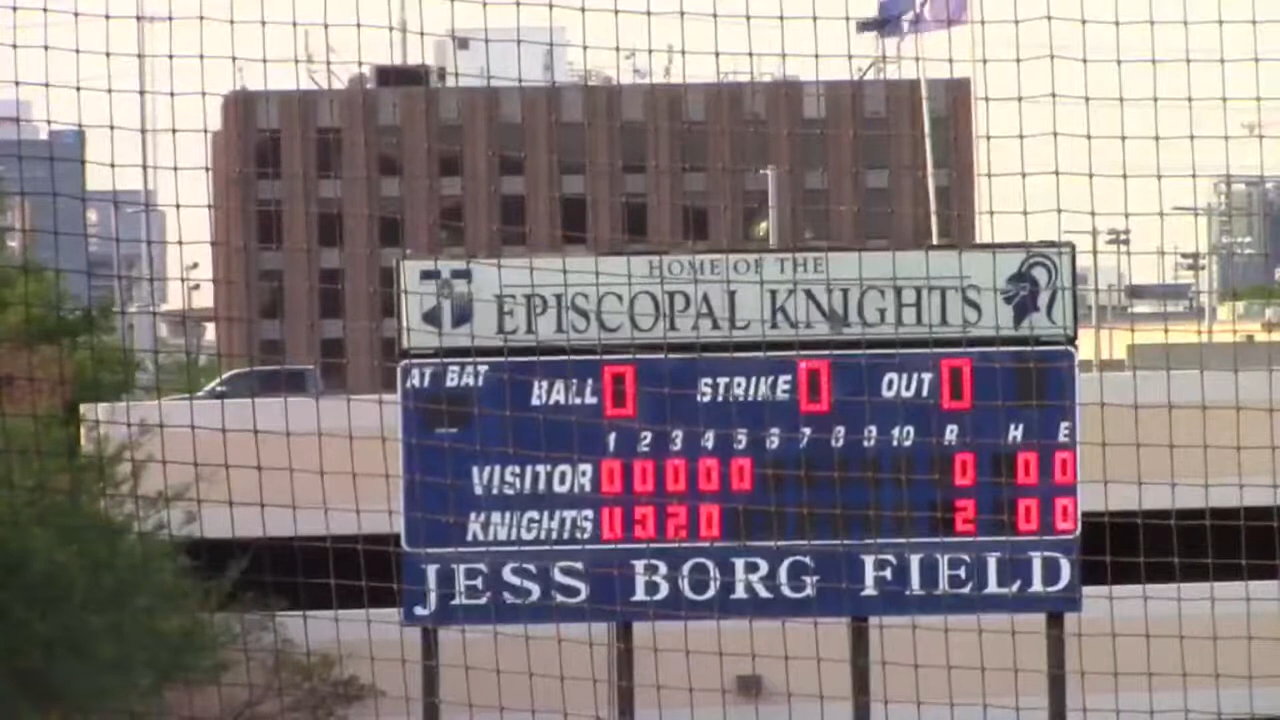 HOME OF THE
EPISCOPAL KNIGHTS
AT BAT BALL 0 STRIKE 0 OUT 0
1 2 3 4 5 6 7 8 9 10 R H E
VISITOR 0 0 0 0 0 0 0 0
KNIGHTS 0 0 2 0 2 0 0
JESS BORG FIELD